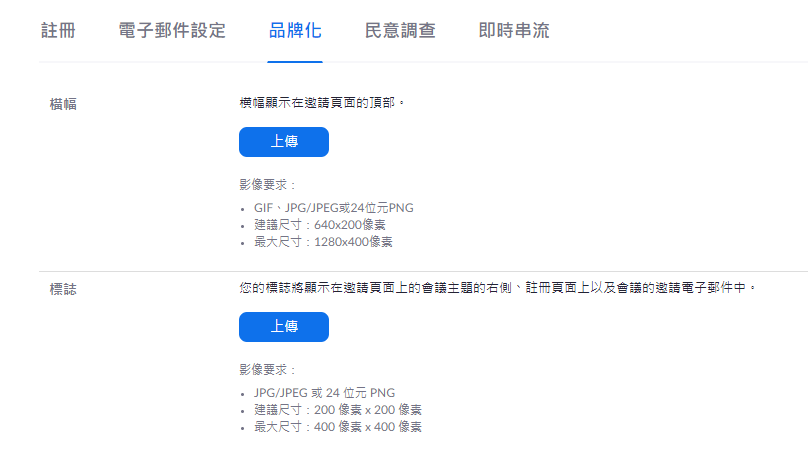 註冊 電子郵件設定 品牌化 民意調查 即時串流
橫幅 橫幅顯示在邀請頁面的頂部。
上傳
影像要求：
• GIF、JPG/JPEG或24位元PNG
• 建議尺寸：640x200像素
• 最大尺寸：1280x400像素
標誌 您的標誌將顯示在邀請頁面上的會議主題的右側、註冊頁面上以及會議的邀請電子郵件中。
上傳
影像要求：
• JPG/JPEG 或 24 位元 PNG
• 建議尺寸：200 像素 x 200 像素
• 最大尺寸：400 像素 x 400 像素